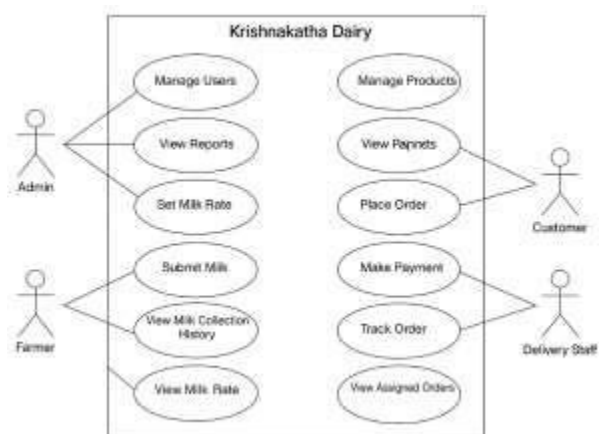 Krishnakatha Dairy
Manage Users
Manage Products
View Reports
View Papnets
Admin
Set Milk Rate
Place Order
Customer
Submit Milk
Make Payment
View Milk Collection
History
Track Order
Farmer
Delivery Staff
View Milk Rate
View Assigned Orders